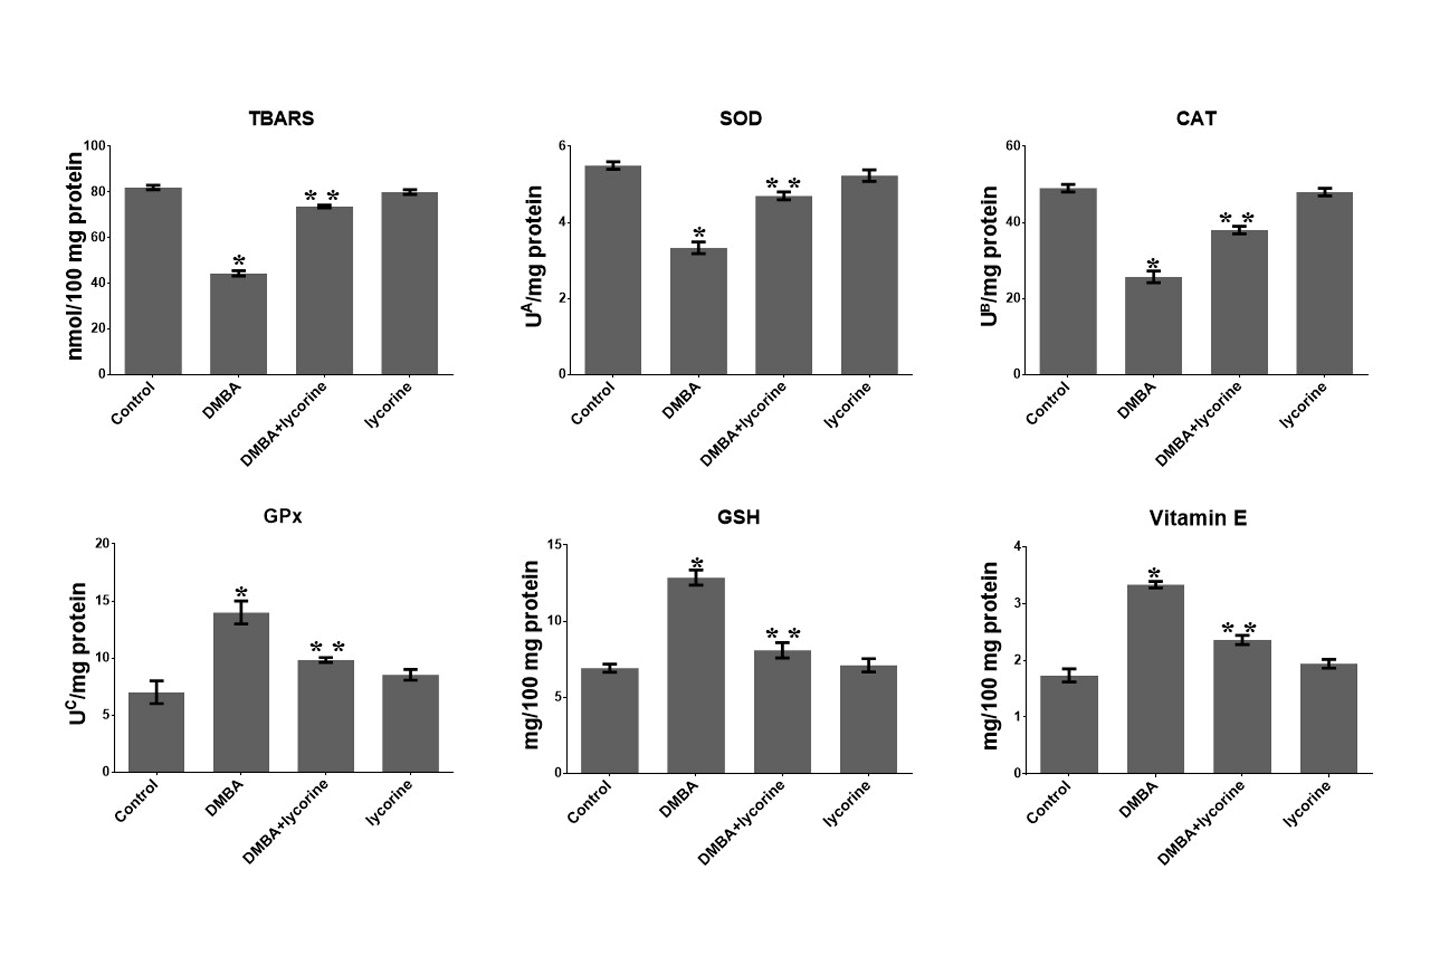 TBARS
nmol/100 mg protein
100
80
60
40
20
0
*
* *
Control
DMBA
DMBA+lycorine
lycorine
SOD
Uᴬ/mg protein
6
4
2
0
*
* *
Control
DMBA
DMBA+lycorine
lycorine
CAT
Uᴮ/mg protein
60
40
20
0
*
* *
Control
DMBA
DMBA+lycorine
lycorine
GPx
Uᶜ/mg protein
20
15
10
5
0
*
* *
Control
DMBA
DMBA+lycorine
lycorine
GSH
mg/100 mg protein
15
10
5
0
*
* *
Control
DMBA
DMBA+lycorine
lycorine
Vitamin E
mg/100 mg protein
4
3
2
1
0
*
* *
Control
DMBA
DMBA+lycorine
lycorine